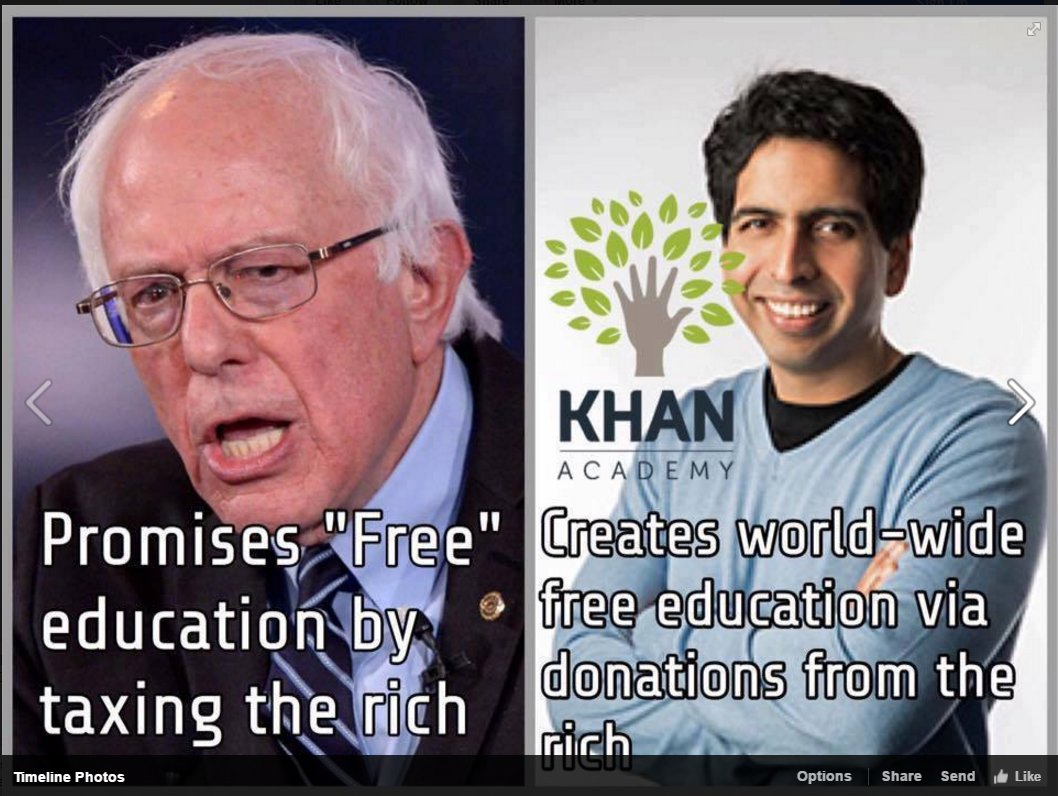 Promises "Free"
education by
taxing the rich
KHAN
ACADEMY
Creates world-wide
free education via
donations from the
rich
Timeline Photos
Options Share Send Like